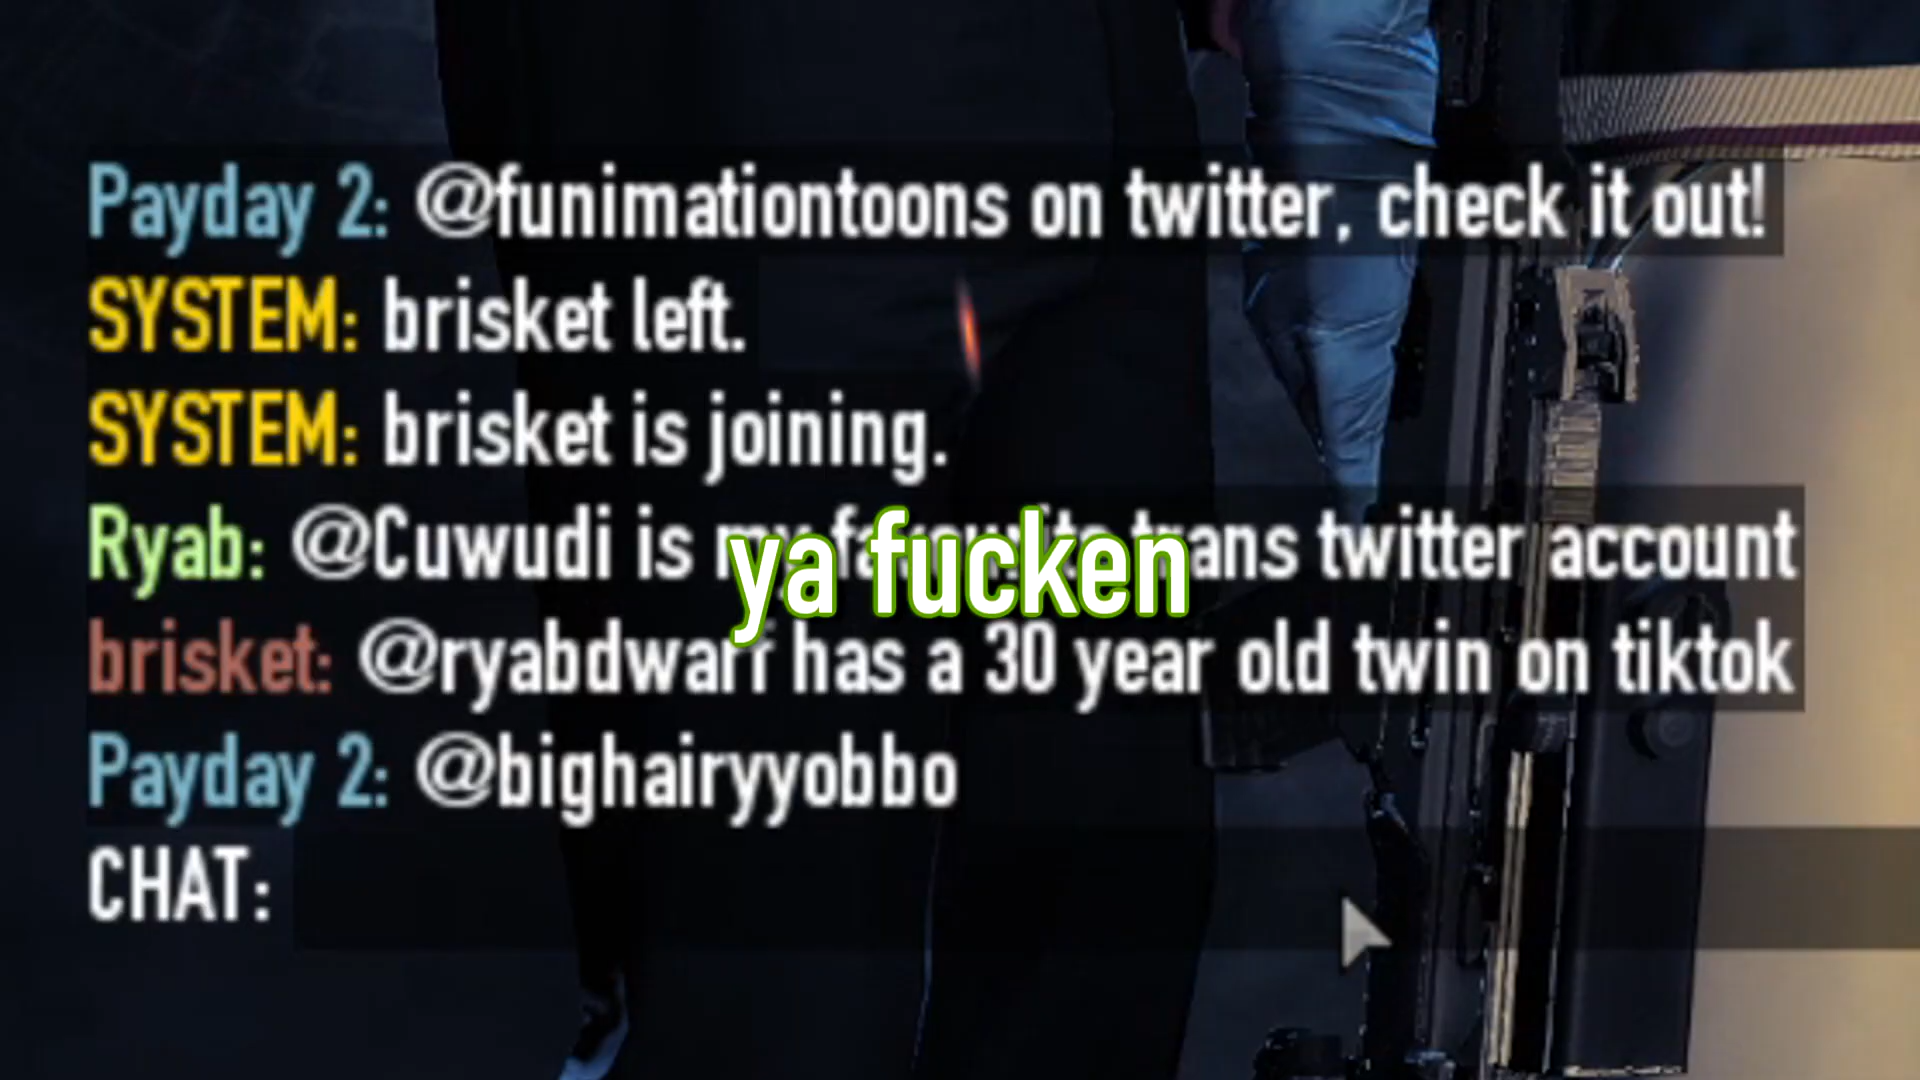 Payday 2: @funimationtoons on twitter, check it out!
SYSTEM: brisket left.
SYSTEM: brisket is joining.
Ryab: @Cuwudi is my trans twitter account
ya fucken
brisket: @ryabdwarf has a 30 year old twin on tiktok
Payday 2: @bighairyyobbo
CHAT: